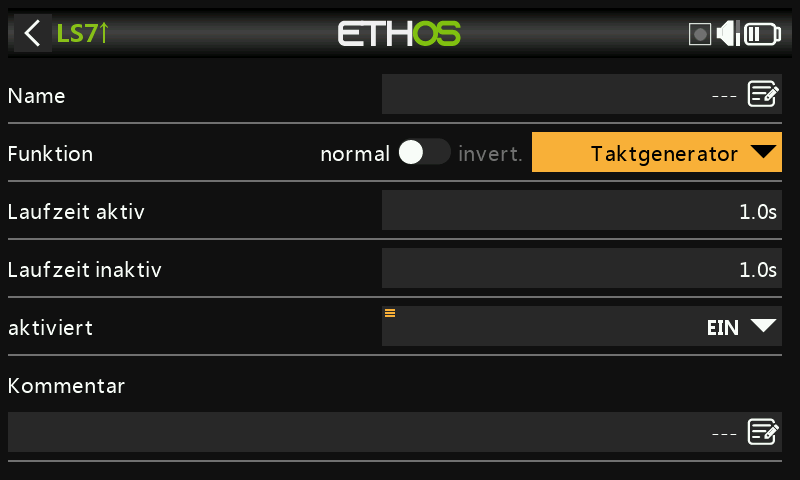 LS7↑ ETHOS
Name ---
Funktion normal invert. Taktgenerator
Laufzeit aktiv 1.0s
Laufzeit inaktiv 1.0s
aktiviert EIN
Kommentar
---